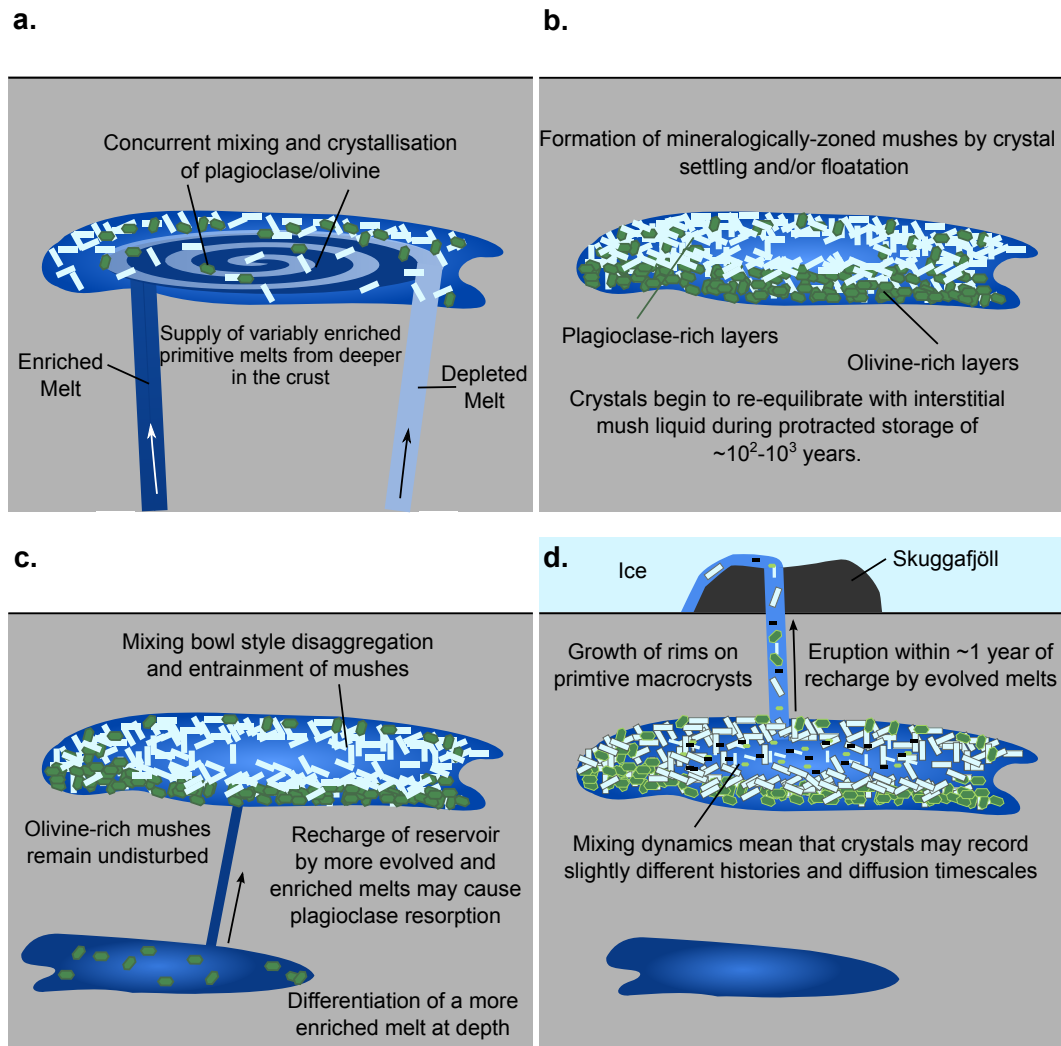 a.
Concurrent mixing and crystallisation
of plagioclase/olivine
Supply of variably enriched
primitive melts from deeper
in the crust
Enriched
Melt
Depleted
Melt
b.
Formation of mineralogically-zoned mushes by crystal
settling and/or floatation
Plagioclase-rich layers
Olivine-rich layers
Crystals begin to re-equilibrate with interstitial
mush liquid during protracted storage of
~10²-10³ years.
c.
Mixing bowl style disaggregation
and entrainment of mushes
Olivine-rich mushes
remain undisturbed
Recharge of reservoir
by more evolved and
enriched melts may cause
plagioclase resorption
Differentiation of a more
enriched melt at depth
d.
Ice
Skuggafjöll
Growth of rims on
primtive macrocrysts
Eruption within ~1 year of
recharge by evolved melts
Mixing dynamics mean that crystals may record
slightly different histories and diffusion timescales